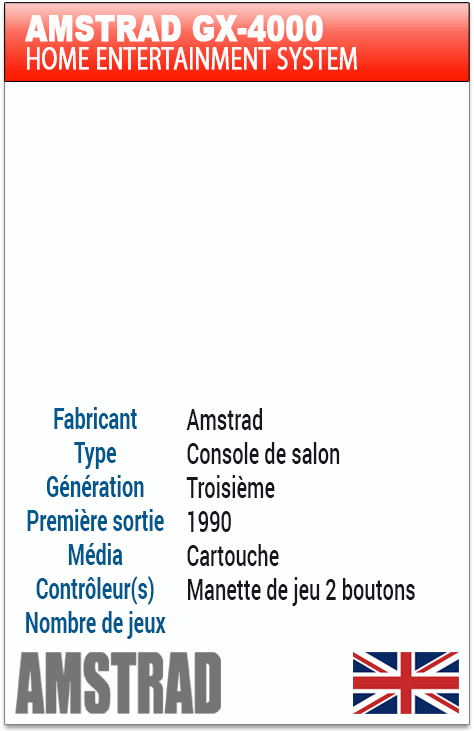 AMSTRAD GX-4000
HOME ENTERTAINMENT SYSTEM
Fabricant Amstrad
Type Console de salon
Génération Troisième
Première sortie 1990
Média Cartouche
Contrôleur(s) Manette de jeu 2 boutons
Nombre de jeux
AMSTRAD